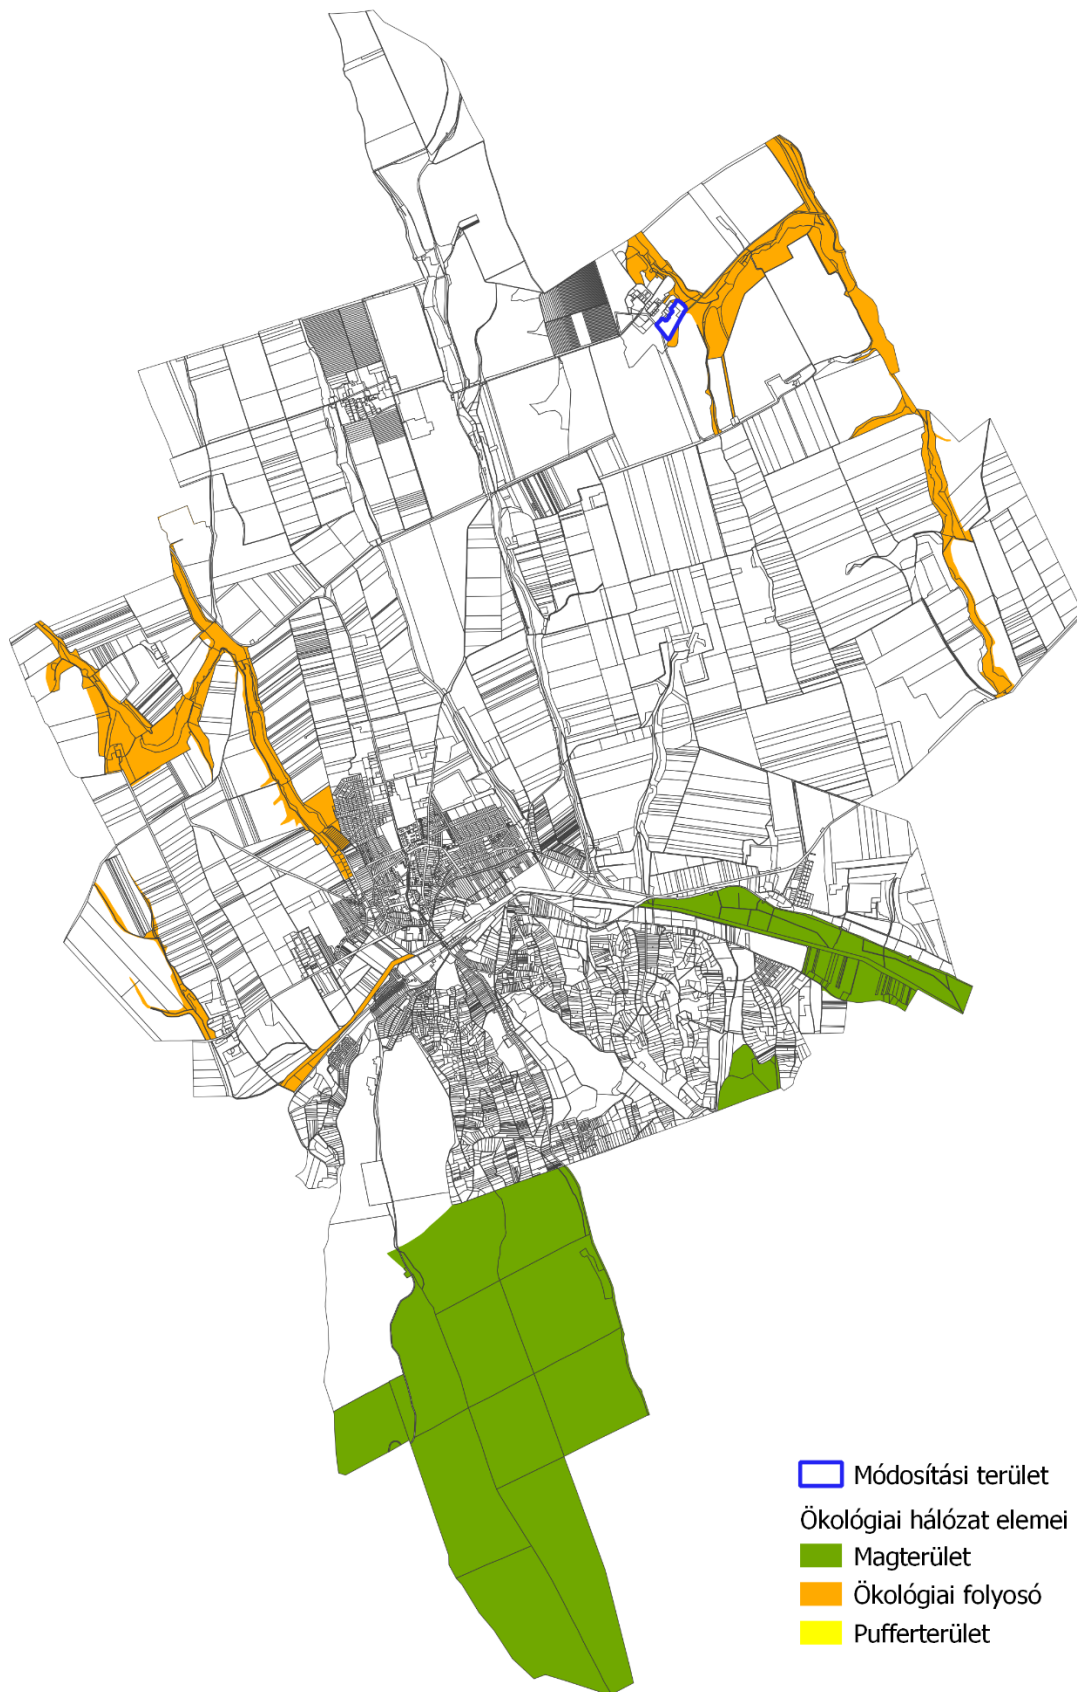 Módosítási terület
Ökológiai hálózat elemei
Magterület
Ökológiai folyosó
Pufferterület